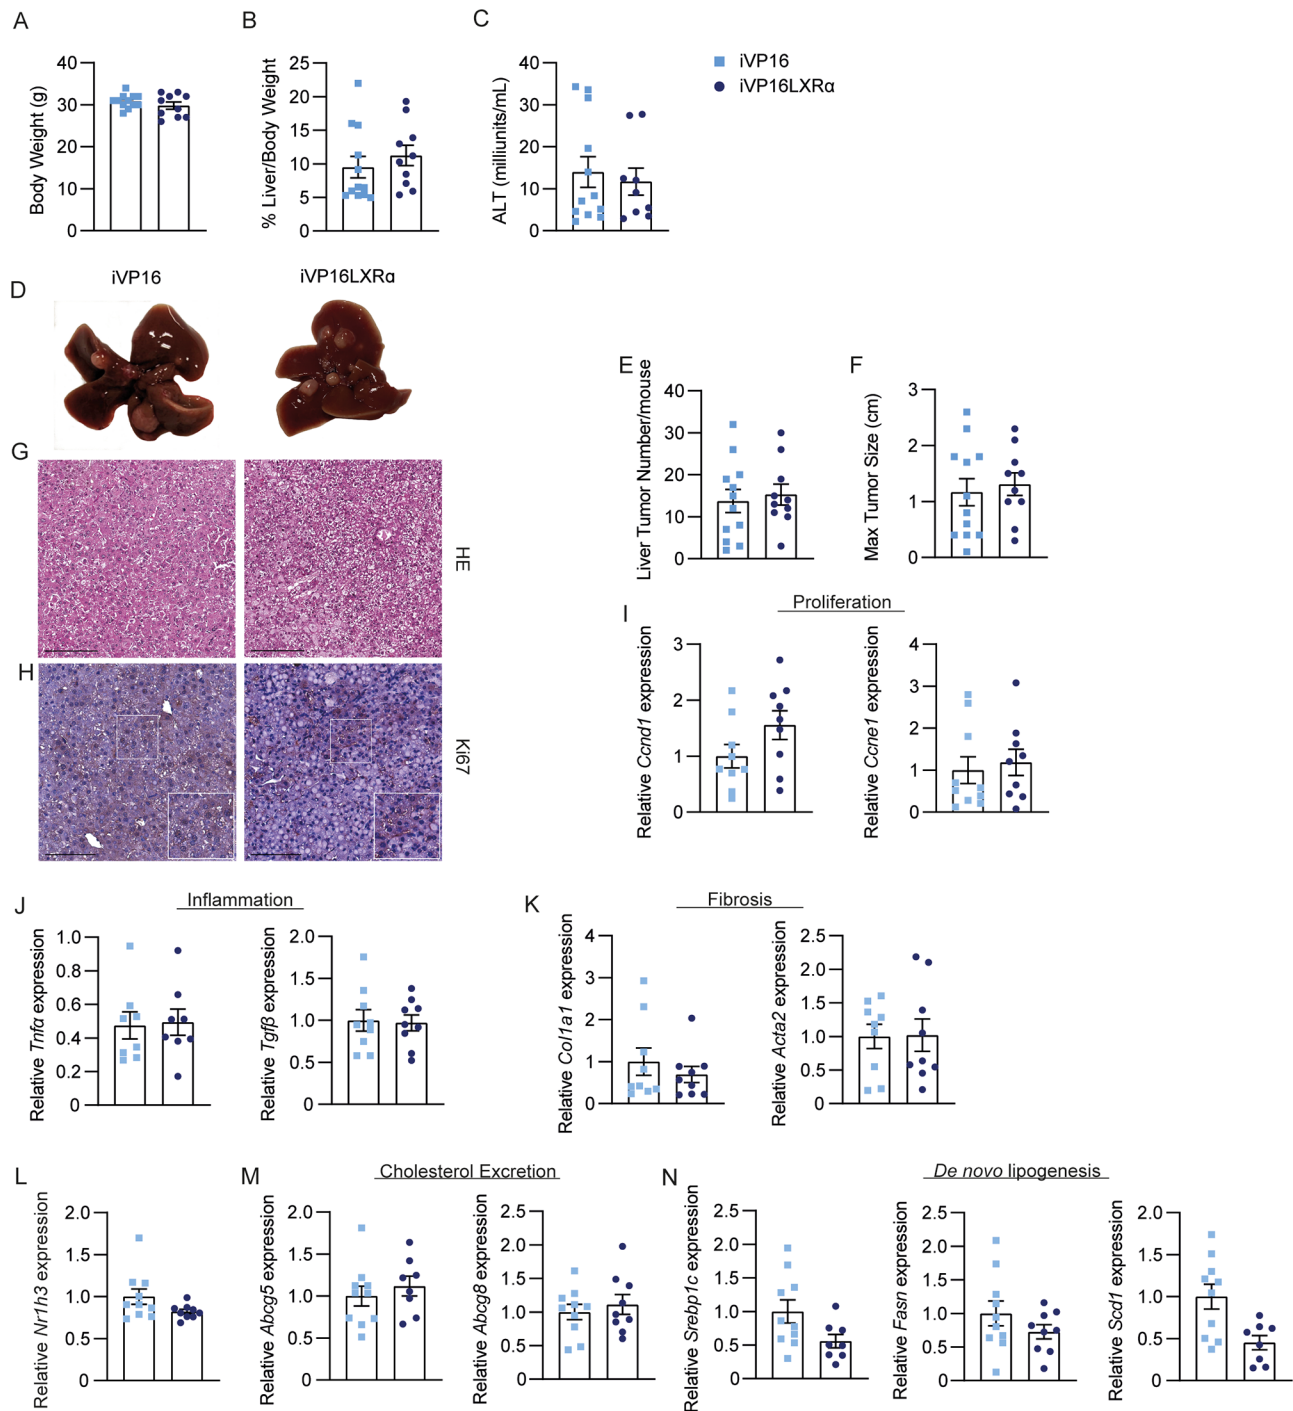 A
B
C
Body Weight (g)
40
30
20
10
0
% Liver/Body Weight
25
20
15
10
5
0
ALT (milliunits/mL)
40
30
20
10
0
iVP16
iVP16LXRα
D
iVP16
iVP16LXRα
E
Liver Tumor Number/mouse
40
30
20
10
0
F
Max Tumor Size (cm)
3
2
1
0
G
HE
H
Ki67
I
Proliferation
Relative Ccnd1 expression
3
2
1
0
Relative Ccne1 expression
4
3
2
1
0
J
Inflammation
Relative Tnfα expression
1.0
0.8
0.6
0.4
0.2
0
Relative Tgfβ expression
2.0
1.5
1.0
0.5
0
K
Fibrosis
Relative Col1a1 expression
4
3
2
1
0
Relative Acta2 expression
2.5
2.0
1.5
1.0
0.5
0
L
Relative Nr1h3 expression
2.0
1.5
1.0
0.5
0
M
Cholesterol Excretion
Relative Abcg5 expression
2.0
1.5
1.0
0.5
0
Relative Abcg8 expression
2.5
2.0
1.5
1.0
0.5
0
N
De novo lipogenesis
Relative Srebp1c expression
2.5
2.0
1.5
1.0
0.5
0
Relative Fasn expression
2.5
2.0
1.5
1.0
0.5
0
Relative Scd1 expression
2.0
1.5
1.0
0.5
0